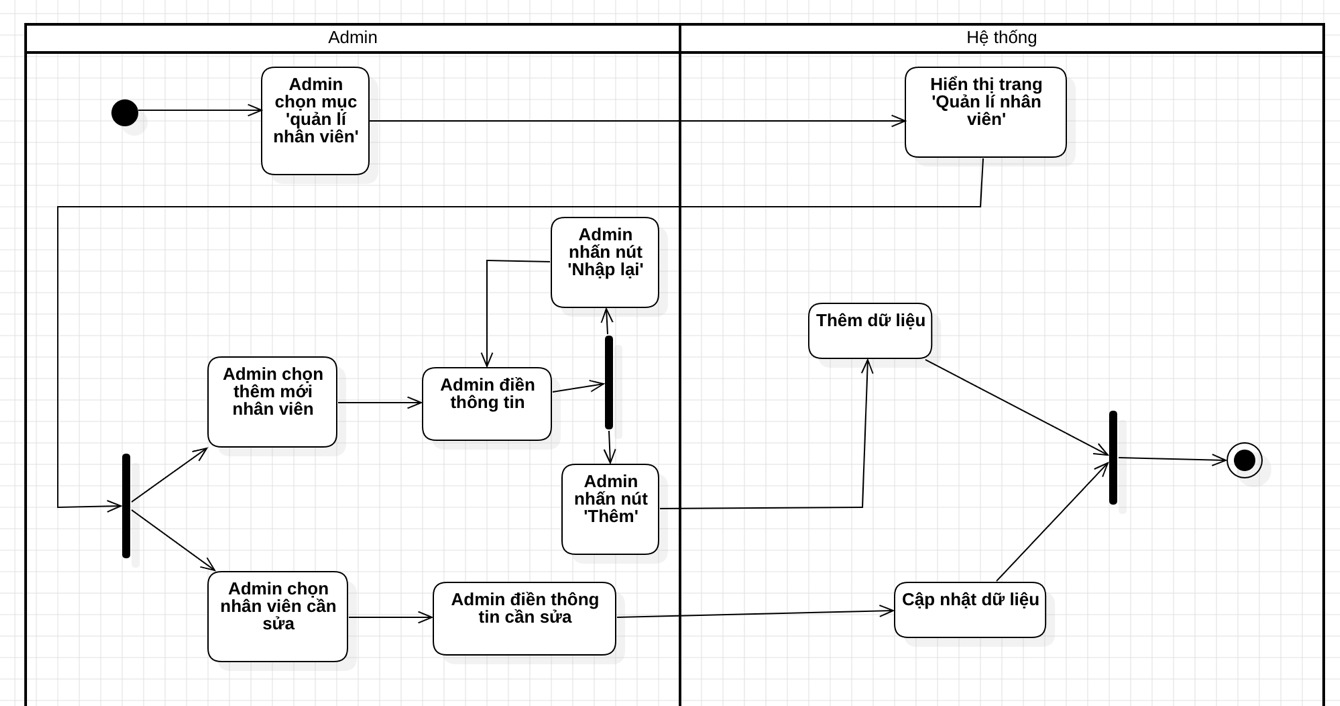 Admin
Hệ thống
Admin
chọn mục
'quản lí
nhân viên'
Hiển thị trang
'Quản lí nhân
viên'
Admin
nhấn nút
'Nhập lại'
Thêm dữ liệu
Admin chọn
thêm mới
nhân viên
Admin điền
thông tin
Admin
nhấn nút
'Thêm'
Admin chọn
nhân viên cần
sửa
Admin điền thông
tin cần sửa
Cập nhật dữ liệu